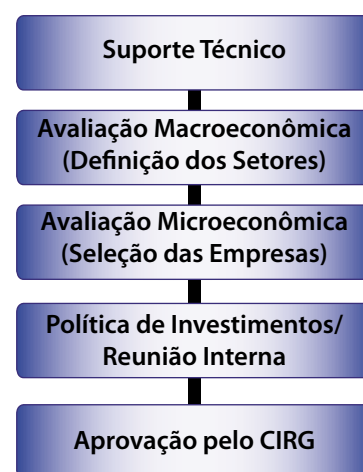 Suporte Técnico
Avaliação Macroeconômica
(Definição dos Setores)
Avaliação Microeconômica
(Seleção das Empresas)
Política de Investimentos/
Reunião Interna
Aprovação pelo CIRG